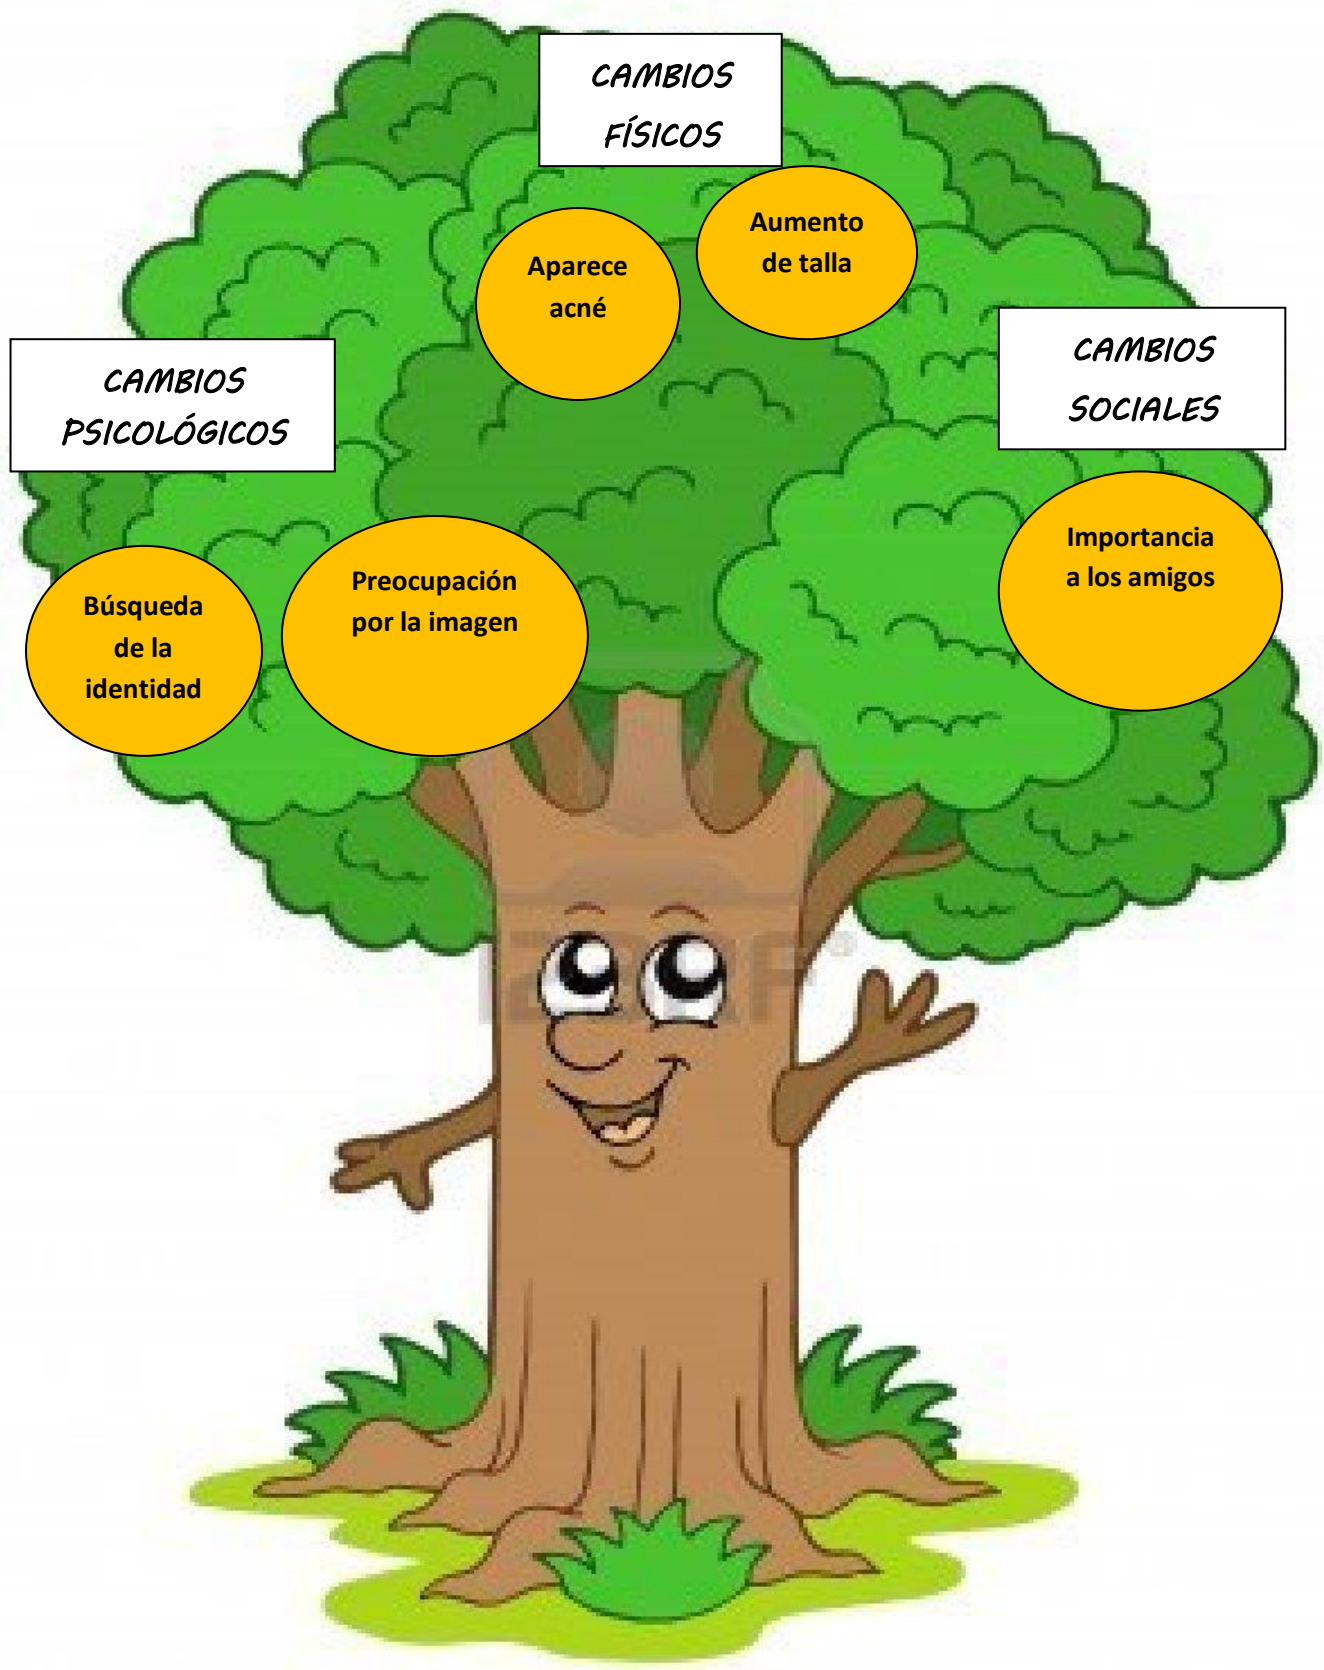 CAMBIOS
FÍSICOS
Aparece
acné
Aumento
de talla
CAMBIOS
PSICOLÓGICOS
Búsqueda
de la
identidad
Preocupación
por la imagen
CAMBIOS
SOCIALES
Importancia
a los amigos